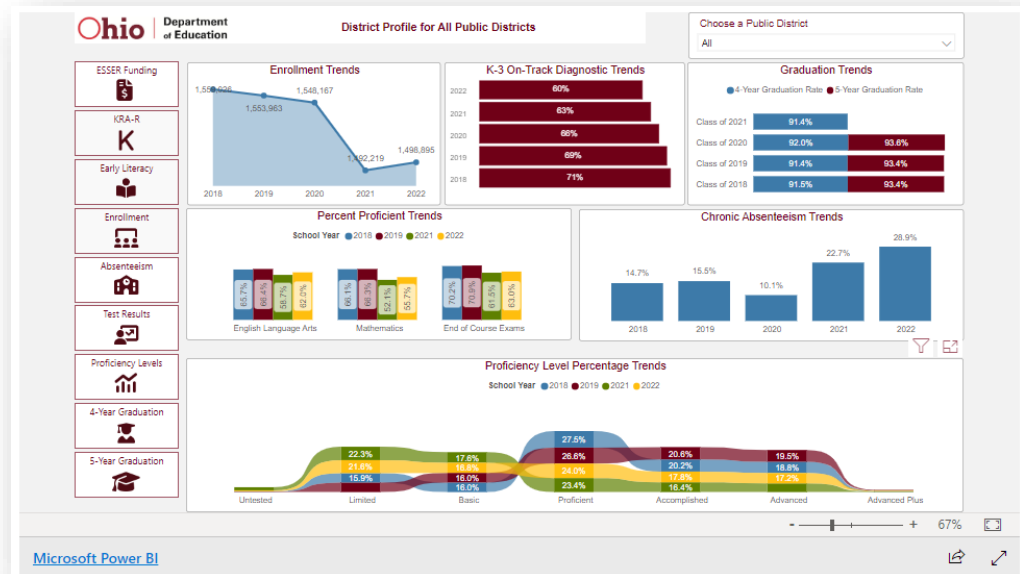 Ohio Department of Education
District Profile for All Public Districts
Choose a Public District
All
ESSER Funding
KRA-R
K
Early Literacy
Enrollment
Absenteeism
Test Results
Proficiency Levels
4-Year Graduation
5-Year Graduation
Enrollment Trends
1,553,983
1,548,167
1,492,219
1,498,895
2018 2019 2020 2021 2022
K-3 On-Track Diagnostic Trends
2022 60%
2021 63%
2020 66%
2019 69%
2018 71%
Graduation Trends
4-Year Graduation Rate 5-Year Graduation Rate
Class of 2021 91.4%
Class of 2020 92.0% 93.6%
Class of 2019 91.4% 93.4%
Class of 2018 91.5% 93.4%
Percent Proficient Trends
School Year 2018 2019 2021 2022
65.7% 66.4% 58.7% 62.0% 66.1% 66.3% 52.1% 55.7% 70.2% 70.9% 61.5% 63.0%
English Language Arts Mathematics End of Course Exams
Chronic Absenteeism Trends
14.7% 15.5% 10.1% 22.7% 28.9%
2018 2019 2020 2021 2022
Proficiency Level Percentage Trends
School Year 2018 2019 2021 2022
22.3% 17.6% 27.5% 20.6% 19.5%
21.6% 16.8% 26.6% 20.2% 18.8%
15.9% 16.0% 24.0% 17.8% 17.2%
16.0% 23.4% 16.4%
Untested Limited Basic Proficient Accomplished Advanced Advanced Plus
- + 67%
Microsoft Power BI